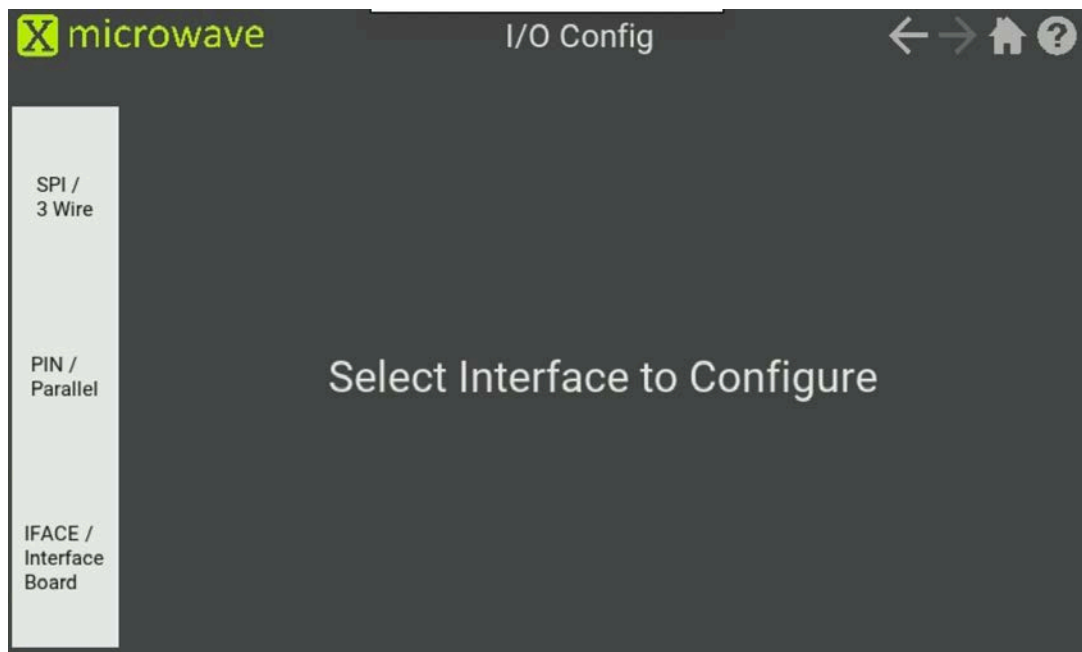 X microwave
I/O Config
?
SPI /
3 Wire
PIN /
Parallel
Select Interface to Configure
IFACE /
Interface
Board